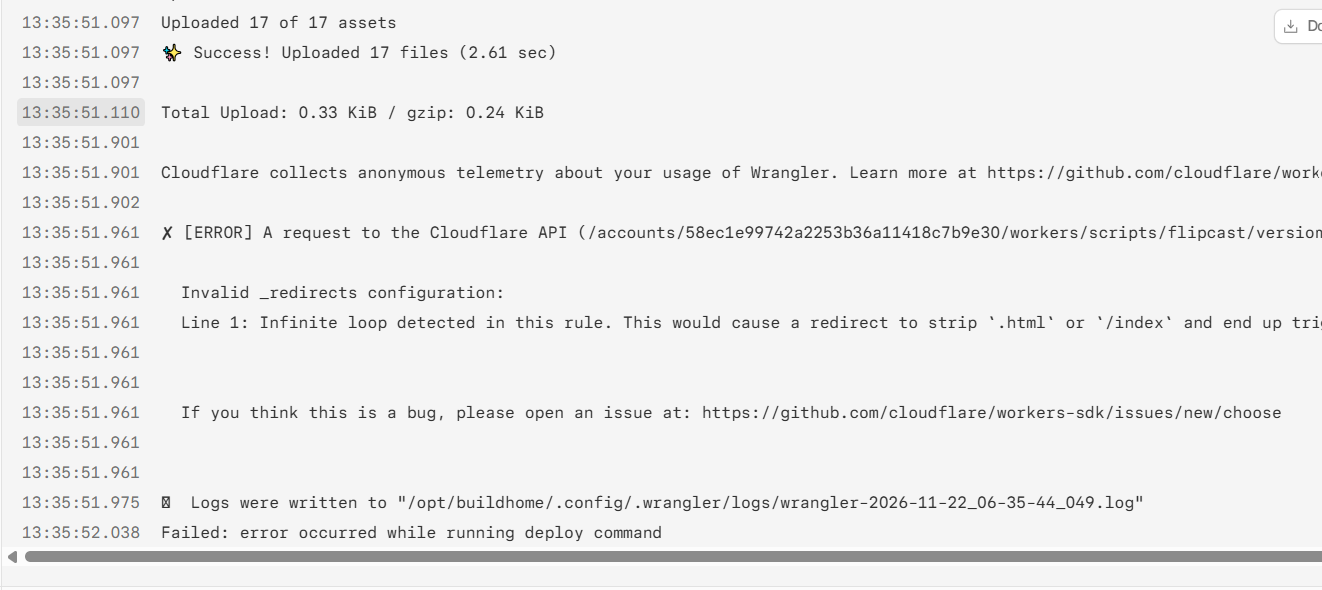 13:35:51.097 Uploaded 17 of 17 assets
13:35:51.097 ✨ Success! Uploaded 17 files (2.61 sec)
13:35:51.097
13:35:51.110 Total Upload: 0.33 KiB / gzip: 0.24 KiB
13:35:51.901
13:35:51.901 Cloudflare collects anonymous telemetry about your usage of Wrangler. Learn more at https://github.com/cloudflare/work
13:35:51.902
13:35:51.961 ✗ [ERROR] A request to the Cloudflare API (/accounts/58ec1e99742a2253b36a11418c7b9e30/workers/scripts/flipcast/version
13:35:51.961
13:35:51.961 Invalid _redirects configuration:
13:35:51.961 Line 1: Infinite loop detected in this rule. This would cause a redirect to strip `.html` or `/index` and end up tri
13:35:51.961
13:35:51.961
13:35:51.961 If you think this is a bug, please open an issue at: https://github.com/cloudflare/workers-sdk/issues/new/choose
13:35:51.961
13:35:51.961
13:35:51.975 Logs were written to "/opt/buildhome/.config/.wrangler/logs/wrangler-2026-11-22_06-35-44_049.log"
13:35:52.038 Failed: error occurred while running deploy command